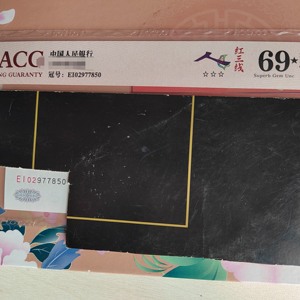 ACC
NG GUARANTY
中国人民银行
冠号: EI02977850
红三线
☆☆☆
69★
Superb Gem Unc
EI02977850